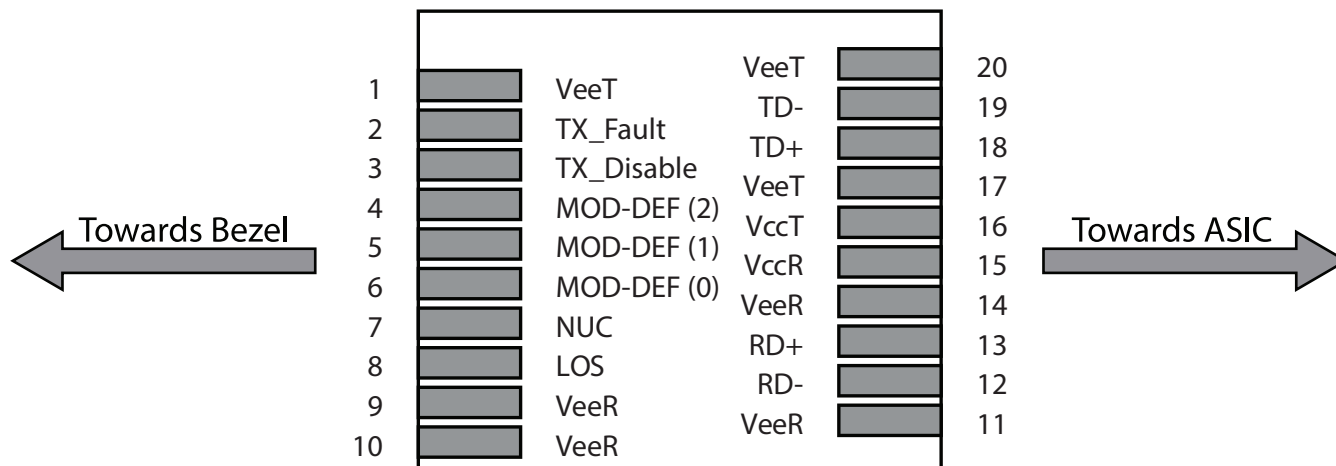 VeeT 20
1 VeeT TD- 19
2 TX_Fault TD+ 18
3 TX_Disable VeeT 17
4 MOD-DEF (2) VccT 16
Towards Bezel 5 MOD-DEF (1) VccR 15 Towards ASIC
6 MOD-DEF (0) VeeR 14
7 NUC RD+ 13
8 LOS RD- 12
9 VeeR VeeR 11
10 VeeR